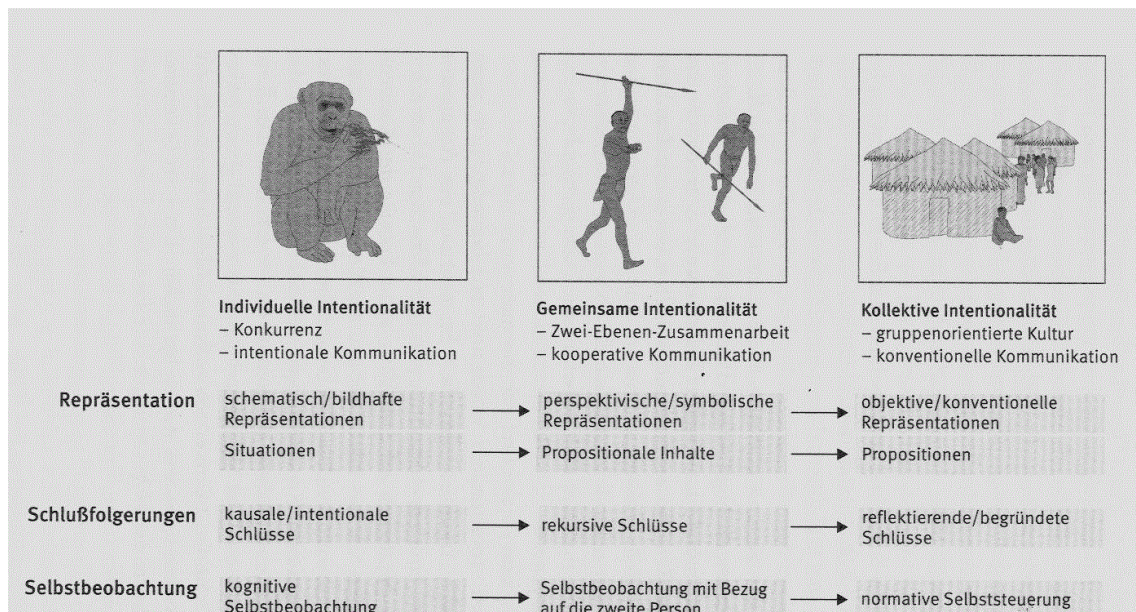 Individuelle Intentionalität
– Konkurrenz
– intentionale Kommunikation
Gemeinsame Intentionalität
– Zwei-Ebenen-Zusammenarbeit
– kooperative Kommunikation
Kollektive Intentionalität
– gruppenorientierte Kultur
– konventionelle Kommunikation
Repräsentation
schematisch/bildhafte
Repräsentationen
perspektivische/symbolische
Repräsentationen
objektive/konventionelle
Repräsentationen
Situationen
Propositionale Inhalte
Propositionen
Schlußfolgerungen
kausale/intentionale
Schlüsse
rekursive Schlüsse
reflektierende/begründete
Schlüsse
Selbstbeobachtung
kognitive
Selbstbeobachtung
Selbstbeobachtung mit Bezug
auf die zweite Person
normative Selbststeuerung